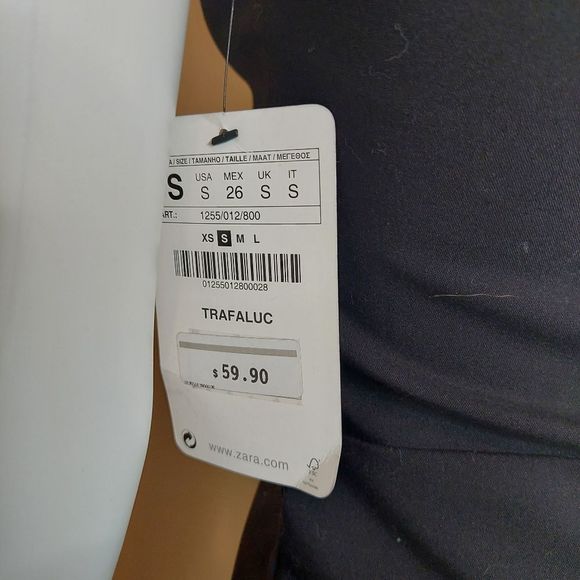 A / SIZE / TAMANHO / TAILLE / MAAT / ΜΕΓΕΘΟΣ
S USA MEX UK IT
S 26 S S
ART.: 1255/012/800
XS S M L
01255012800028
TRAFALUC
$ 59.90
www.zara.com
FSC